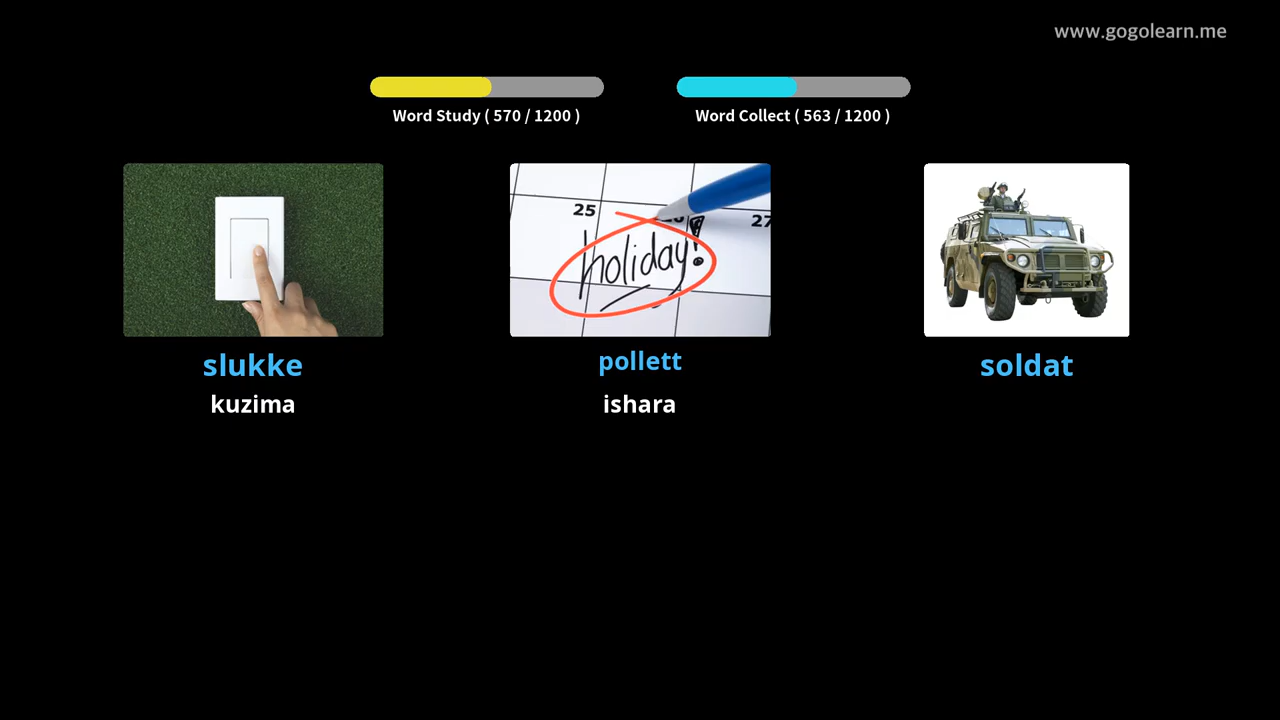 www.gogolearn.me
Word Study ( 570 / 1200 )
Word Collect ( 563 / 1200 )
25
27
holiday!
slukke
pollett
soldat
kuzima
ishara